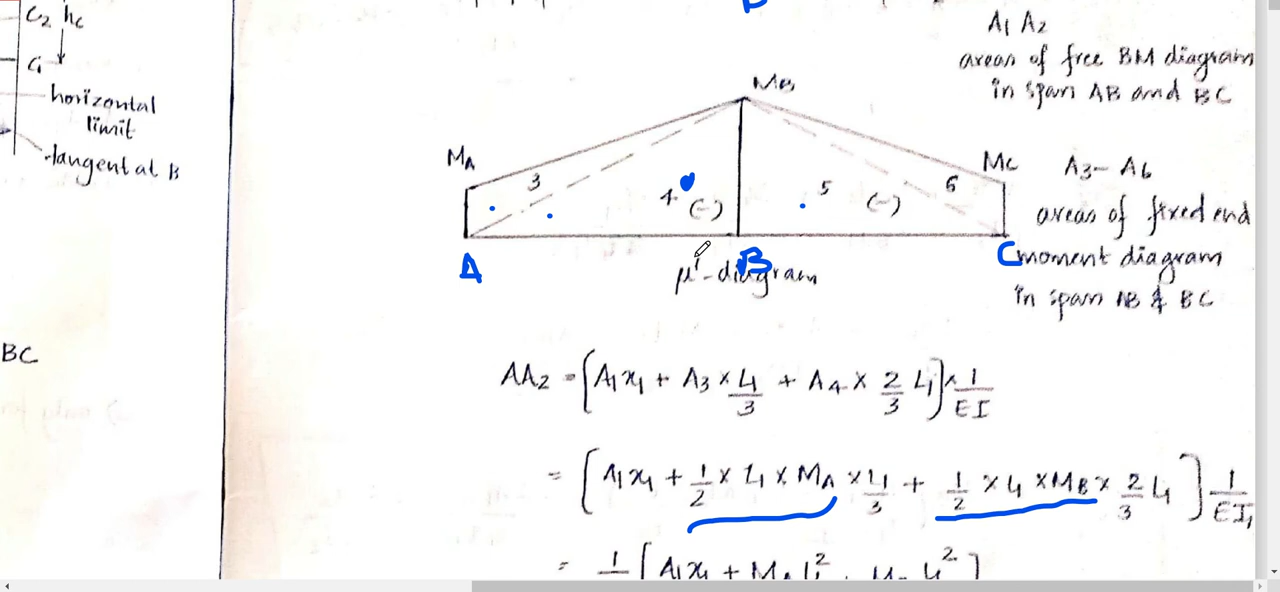 C2 hc
C1
horizontal
limit
tangent at B
BC
A1 A2
areas of free BM diagram
in span AB and BC
MB
MA
MC
3
4
(-)
5
(-)
6
A3 - A6
areas of fixed end
moment diagram
in span AB & BC
A
B
C
μ'-diagram
AA2 = [A1x1 + A3 × L1/3 + A4 × 2/3 L1] × 1/EI
= [A1x1 + 1/2 × L1 × MA × L1/3 + 1/2 × L1 × MB × 2/3 L1] 1/EI1